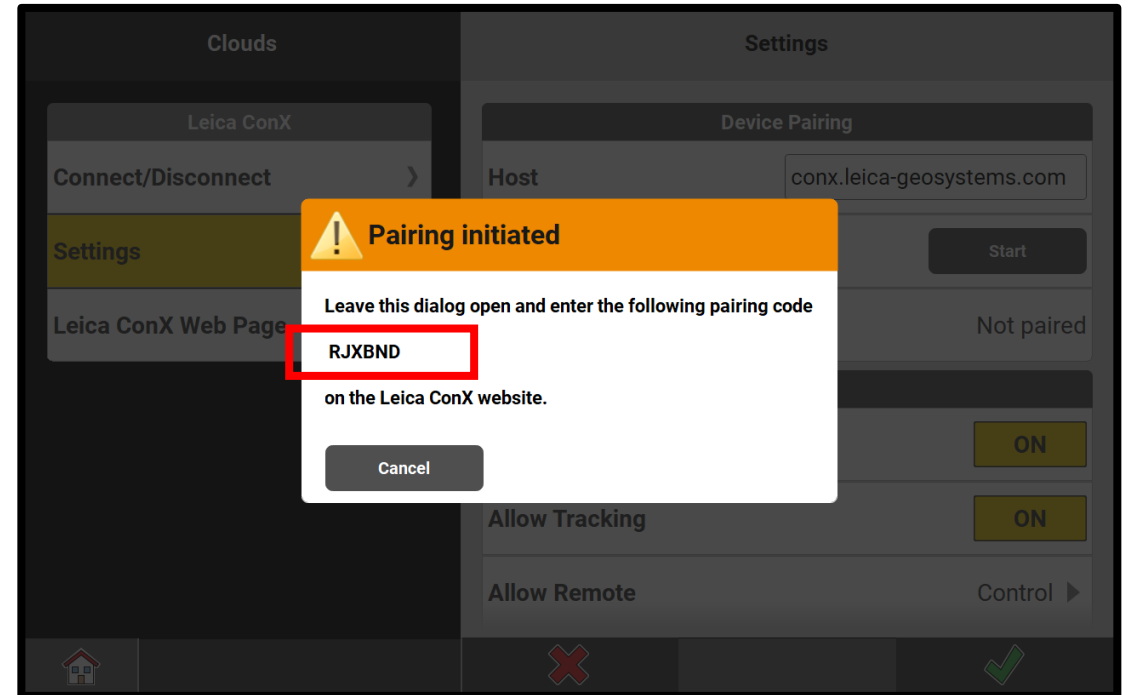 Clouds
Settings
Leica ConX
Connect/Disconnect
Settings
Leica ConX Web Page
Device Pairing
Host
conx.leica-geosystems.com
Start
Not paired
Pairing initiated
Leave this dialog open and enter the following pairing code
RJXBND
on the Leica ConX website.
Cancel
ON
Allow Tracking
ON
Allow Remote
Control